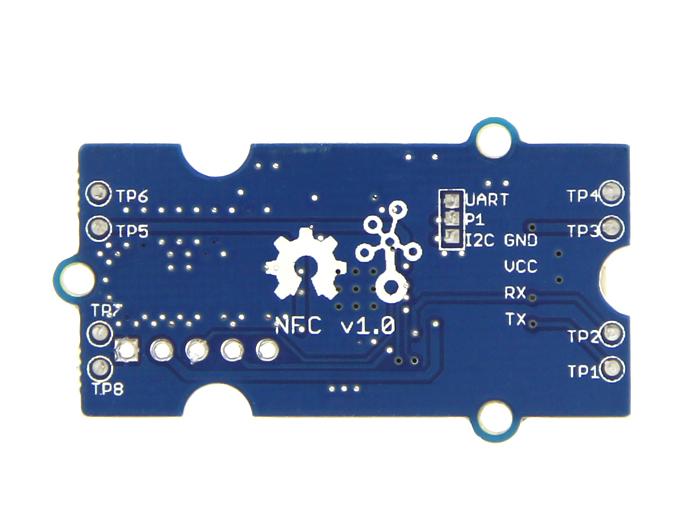 TP6
UART
TP4
TP5
P1
TP3
I2C GND
VCC
RX
TP7
TX
NFC v1.0
TP2
TP8
TP1